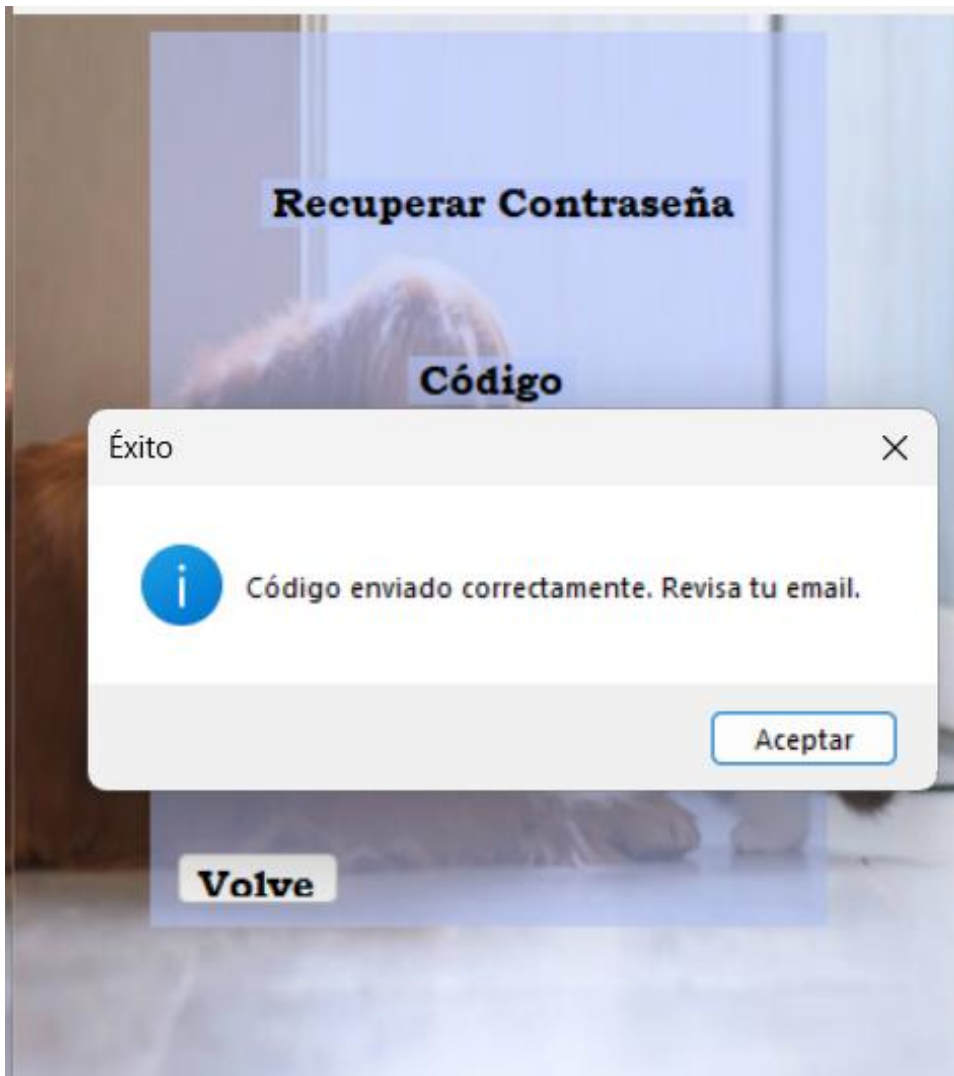 Recuperar Contraseña
Código
Éxito
Código enviado correctamente. Revisa tu email.
Aceptar
Volve